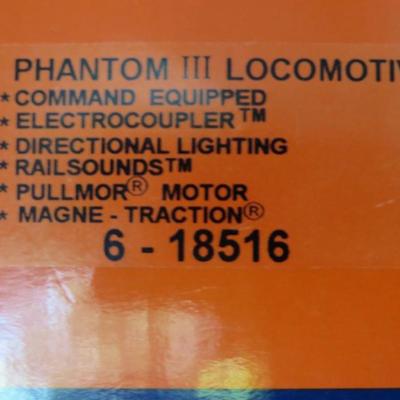 PHANTOM III LOCOMOTIV
* COMMAND EQUIPPED
* ELECTROCOUPLER™
* DIRECTIONAL LIGHTING
* RAILSOUNDS™
* PULLMOR® MOTOR
* MAGNE - TRACTION®
6 - 18516